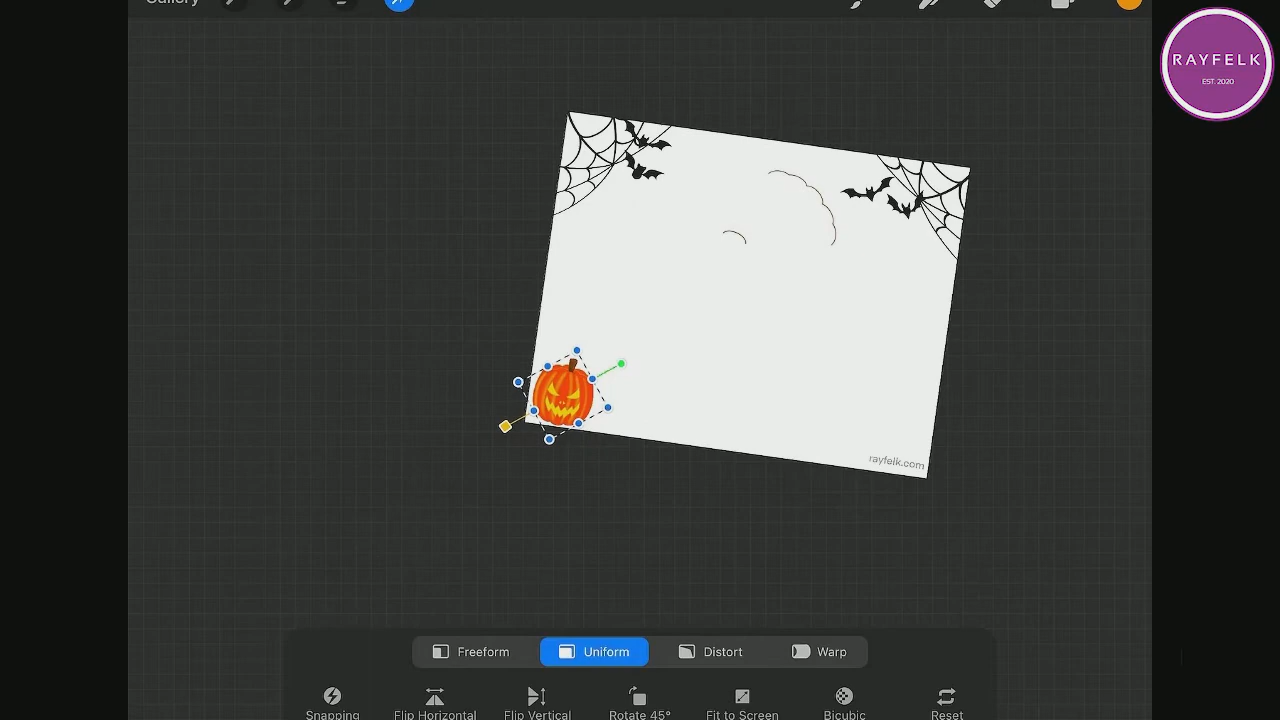 Gallery
RAYFELK
EST. 2020
rayfelk.com
Freeform
Uniform
Distort
Warp
Snapping
Flip Horizontal
Flip Vertical
Rotate 45°
Fit to Screen
Bicubic
Reset